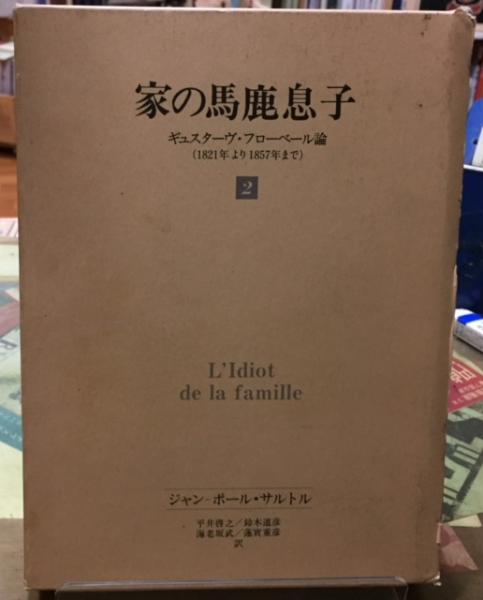 家の馬鹿息子
ギュスターヴ・フローベール論
(1821年より1857年まで)
2
L'Idiot
de la famille
ジャン-ポール・サルトル
平井啓之/鈴木道彦
海老坂武/蓮實重彦
訳